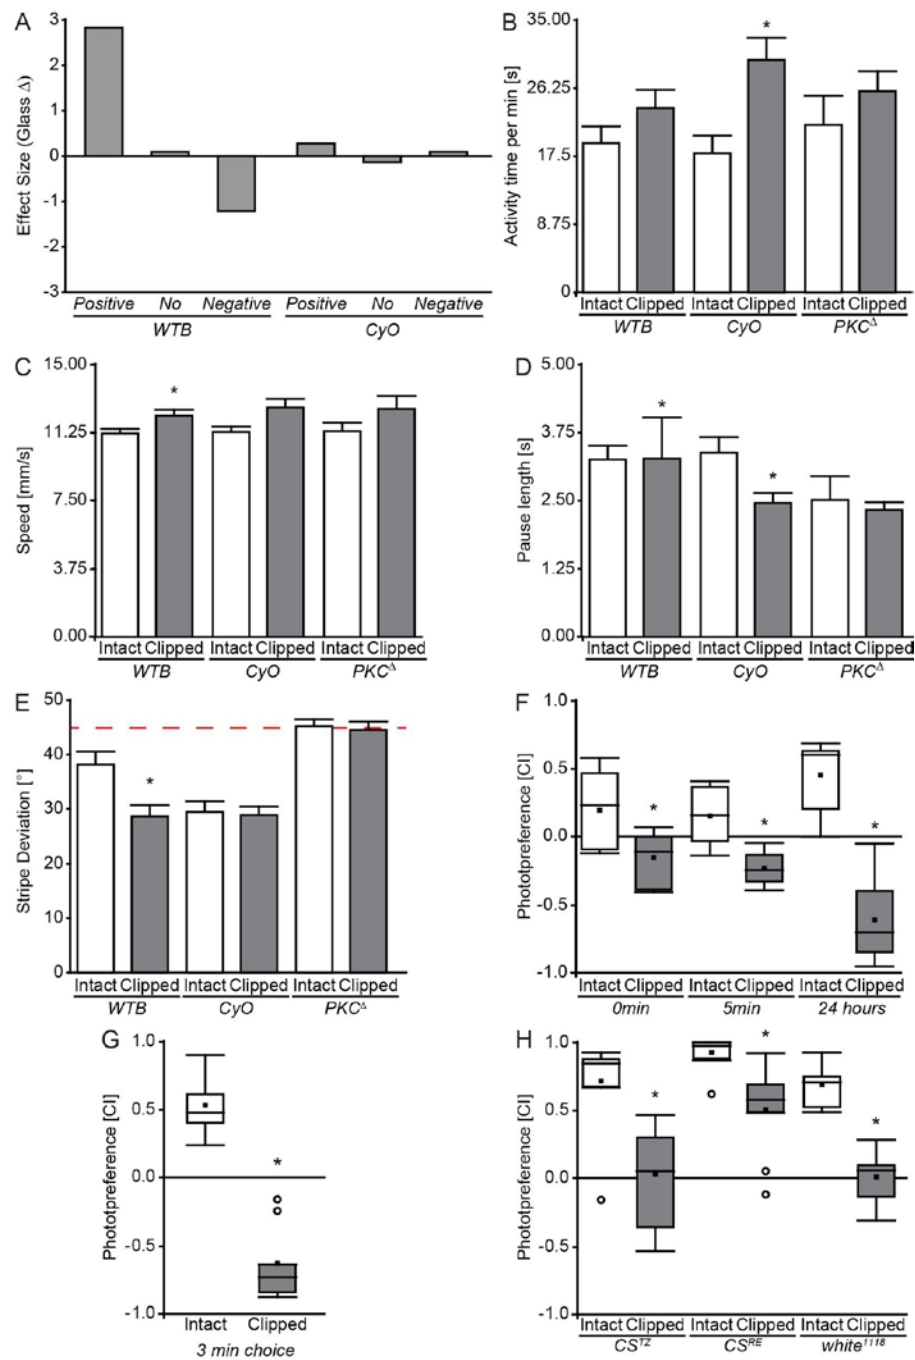 A
Effect Size (Glass Δ)
3
2
1
0
-1
-2
-3
Positive No Negative Positive No Negative
WTB CyO
B
Activity time per min [s]
35.00
26.25
17.5
8.75
0
*
Intact Clipped Intact Clipped Intact Clipped
WTB CyO PKCΔ
C
Speed [mm/s]
15.00
11.25
7.50
3.75
0.00
*
Intact Clipped Intact Clipped Intact Clipped
WTB CyO PKCΔ
D
Pause length [s]
5.00
3.75
2.50
1.25
0.00
*
*
Intact Clipped Intact Clipped Intact Clipped
WTB CyO PKCΔ
E
Stripe Deviation [°]
50
40
30
20
10
0
*
Intact Clipped Intact Clipped Intact Clipped
WTB CyO PKCΔ
F
Phototpreference [CI]
1.0
0.5
0.0
-0.5
-1.0
* * *
Intact Clipped Intact Clipped Intact Clipped
0min 5min 24 hours
G
Phototpreference [CI]
1.0
0.5
0.0
-0.5
-1.0
*
Intact Clipped
3 min choice
H
Phototpreference [CI]
1.0
0.5
0.0
-0.5
-1.0
* * *
Intact Clipped Intact Clipped Intact Clipped
CSTZ CSRE white1118